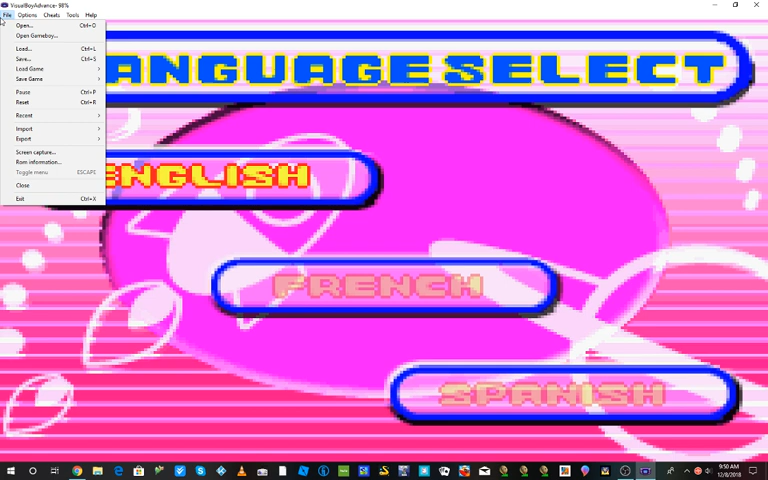 VisualBoyAdvance- 98%
File Options Cheats Tools Help
Open... Ctrl+O
Open Gameboy...
Load... Ctrl+L
Save... Ctrl+S
Load Game
Save Game
Pause Ctrl+P
Reset Ctrl+R
Recent
Import
Export
Screen capture...
Rom information...
Toggle menu ESCAPE
Close
Exit Ctrl+X
ANGUAGE SELECT
ENGLISH
FRENCH
SPANISH
9:50 AM
12/8/2018